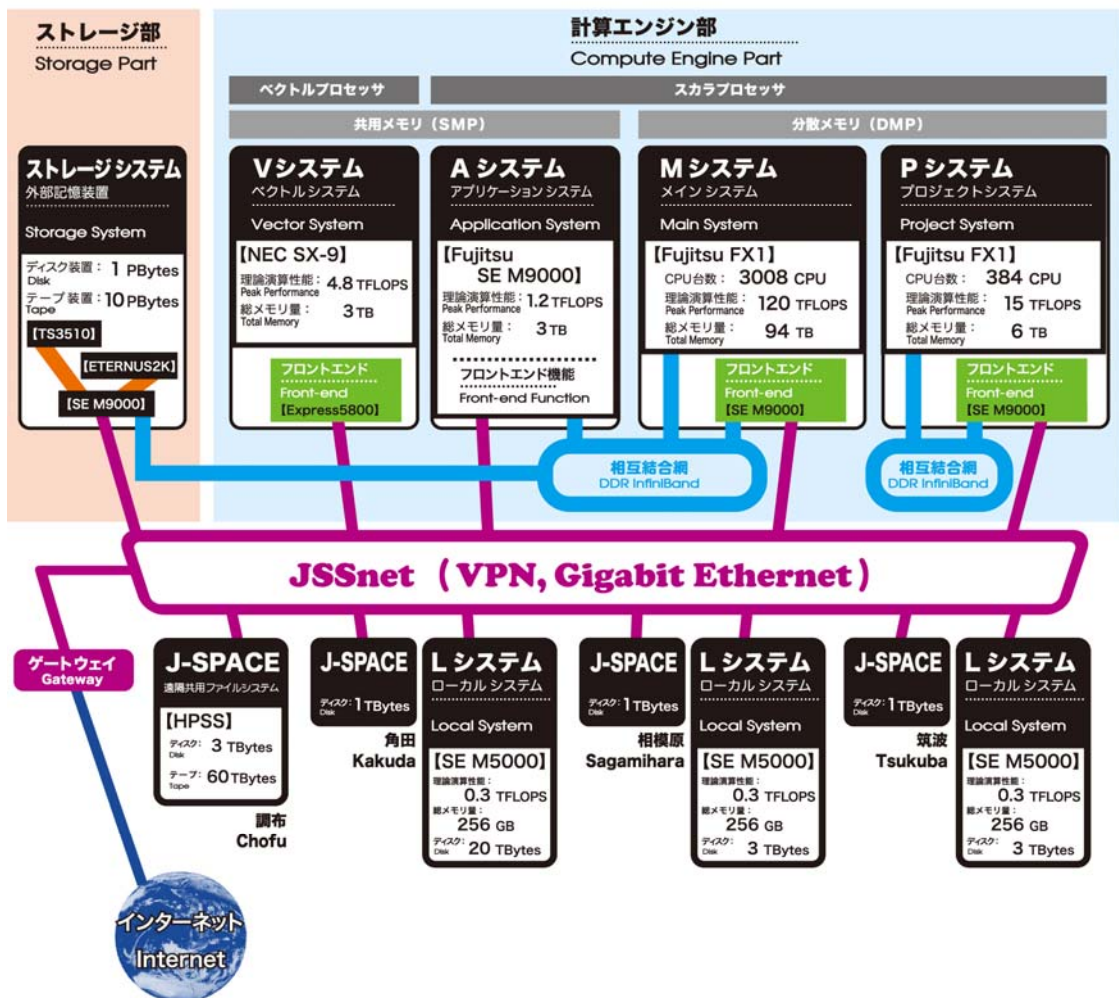 ストレージ部
Storage Part
計算エンジン部
Compute Engine Part
ベクトルプロセッサ
スカラプロセッサ
共用メモリ(SMP)
分散メモリ(DMP)
ストレージシステム
外部記憶装置
Storage System
ディスク装置:1 PBytes
Disk
テープ装置:10 PBytes
Tape
【TS3510】
【ETERNUS2K】
【SE M9000】
Vシステム
ベクトルシステム
Vector System
【NEC SX-9】
理論演算性能:4.8 TFLOPS
Peak Performance
総メモリ量: 3 TB
Total Memory
フロントエンド
Front-end
【Express5800】
Aシステム
アプリケーションシステム
Application System
【Fujitsu
SE M9000】
理論演算性能:1.2 TFLOPS
Peak Performance
総メモリ量: 3 TB
Total Memory
フロントエンド機能
Front-end Function
Mシステム
メインシステム
Main System
【Fujitsu FX1】
CPU台数:3008 CPU
理論演算性能:120 TFLOPS
Peak Performance
総メモリ量: 94 TB
Total Memory
フロントエンド
Front-end
【SE M9000】
Pシステム
プロジェクトシステム
Project System
【Fujitsu FX1】
CPU台数: 384 CPU
理論演算性能: 15 TFLOPS
Peak Performance
総メモリ量: 6 TB
Total Memory
フロントエンド
Front-end
【SE M9000】
相互結合網
DDR InfiniBand
相互結合網
DDR InfiniBand
JSSnet (VPN, Gigabit Ethernet)
ゲートウェイ
Gateway
J-SPACE
遠隔共用ファイルシステム
【HPSS】
ディスク: 3 TBytes
Disk
テープ: 60 TBytes
Tape
調布
Chofu
J-SPACE
ディスク:1 TBytes
Disk
角田
Kakuda
Lシステム
ローカルシステム
Local System
【SE M5000】
理論演算性能:
0.3 TFLOPS
総メモリ量:
256 GB
ディスク: 20 TBytes
Disk
J-SPACE
ディスク:1 TBytes
Disk
相模原
Sagamihara
Lシステム
ローカルシステム
Local System
【SE M5000】
理論演算性能:
0.3 TFLOPS
総メモリ量:
256 GB
ディスク: 3 TBytes
Disk
J-SPACE
ディスク:1 TBytes
Disk
筑波
Tsukuba
Lシステム
ローカルシステム
Local System
【SE M5000】
理論演算性能:
0.3 TFLOPS
総メモリ量:
256 GB
ディスク: 3 TBytes
Disk
インターネット
Internet